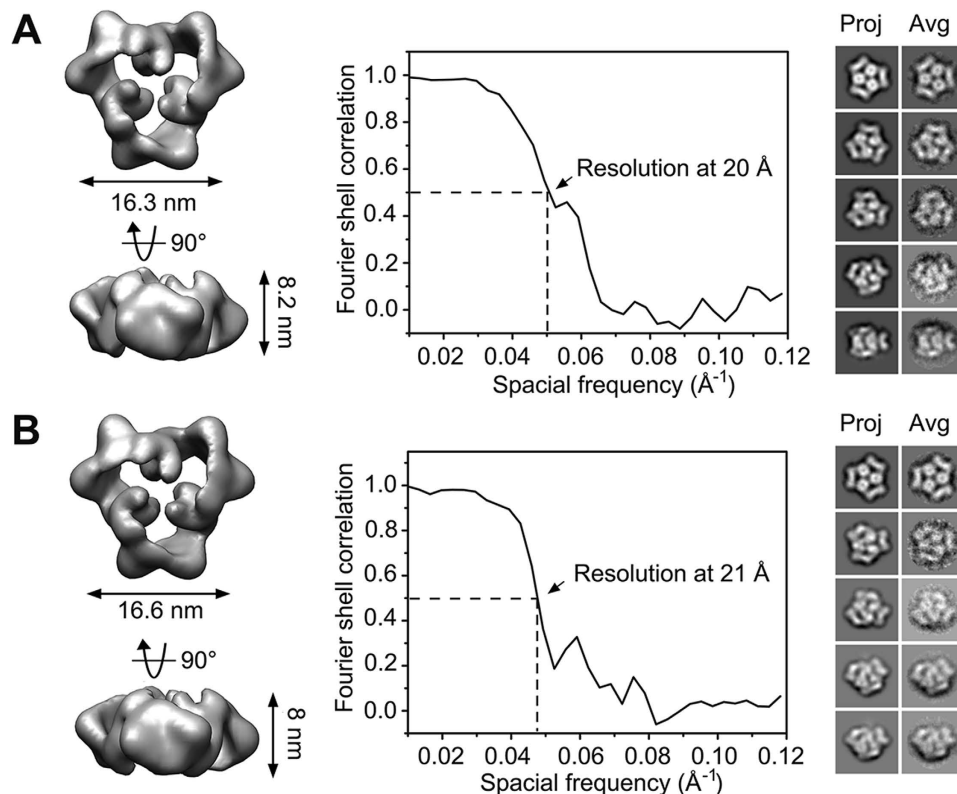 A
16.3 nm
90°
8.2 nm
Fourier shell correlation
1.0
0.8
0.6
0.4
0.2
0.0
Resolution at 20 Å
0.02 0.04 0.06 0.08 0.10 0.12
Spacial frequency (Å-1)
Proj Avg
B
16.6 nm
90°
8 nm
Fourier shell correlation
1.0
0.8
0.6
0.4
0.2
0.0
Resolution at 21 Å
0.02 0.04 0.06 0.08 0.10 0.12
Spacial frequency (Å-1)
Proj Avg